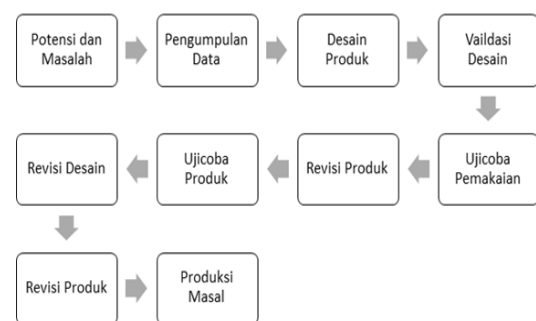 Potensi dan
Masalah
Pengumpulan
Data
Desain
Produk
Vaildasi
Desain
Ujicoba
Pemakaian
Revisi Produk
Ujicoba
Produk
Revisi Desain
Revisi Produk
Produksi
Masal